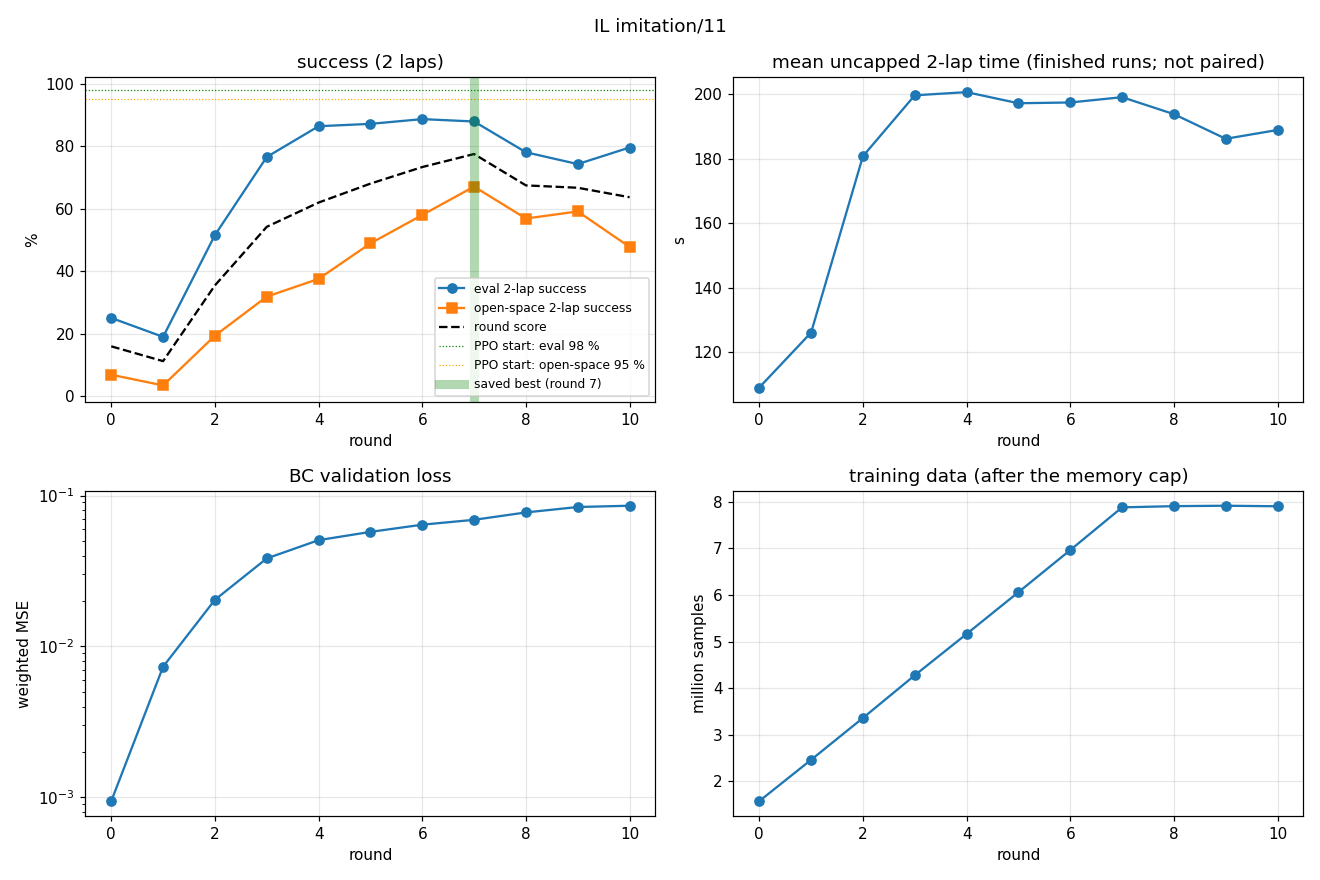 IL imitation/11
success (2 laps)
%
100
80
60
40
20
0
0 2 4 6 8 10
round
eval 2-lap success
open-space 2-lap success
round score
PPO start: eval 98 %
PPO start: open-space 95 %
saved best (round 7)
mean uncapped 2-lap time (finished runs; not paired)
s
200
180
160
140
120
0 2 4 6 8 10
round
BC validation loss
weighted MSE
10⁻¹
10⁻²
10⁻³
0 2 4 6 8 10
round
training data (after the memory cap)
million samples
8
7
6
5
4
3
2
0 2 4 6 8 10
round